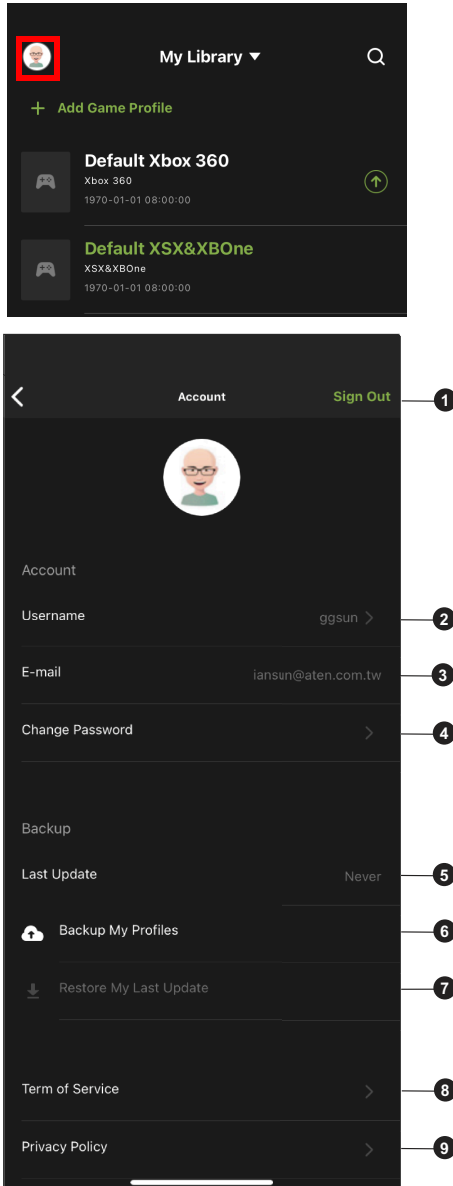 My Library ▼
+ Add Game Profile
Default Xbox 360
Xbox 360
1970-01-01 08:00:00
Default XSX&XBOne
XSX&XBOne
1970-01-01 08:00:00
Account Sign Out 1
Account
Username ggsun > 2
E-mail iansun@aten.com.tw 3
Change Password > 4
Backup
Last Update Never 5
Backup My Profiles 6
Restore My Last Update 7
Term of Service > 8
Privacy Policy > 9